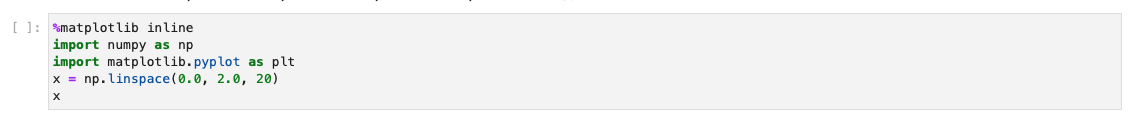 [ ]: %matplotlib inline
import numpy as np
import matplotlib.pyplot as plt
x = np.linspace(0.0, 2.0, 20)
x